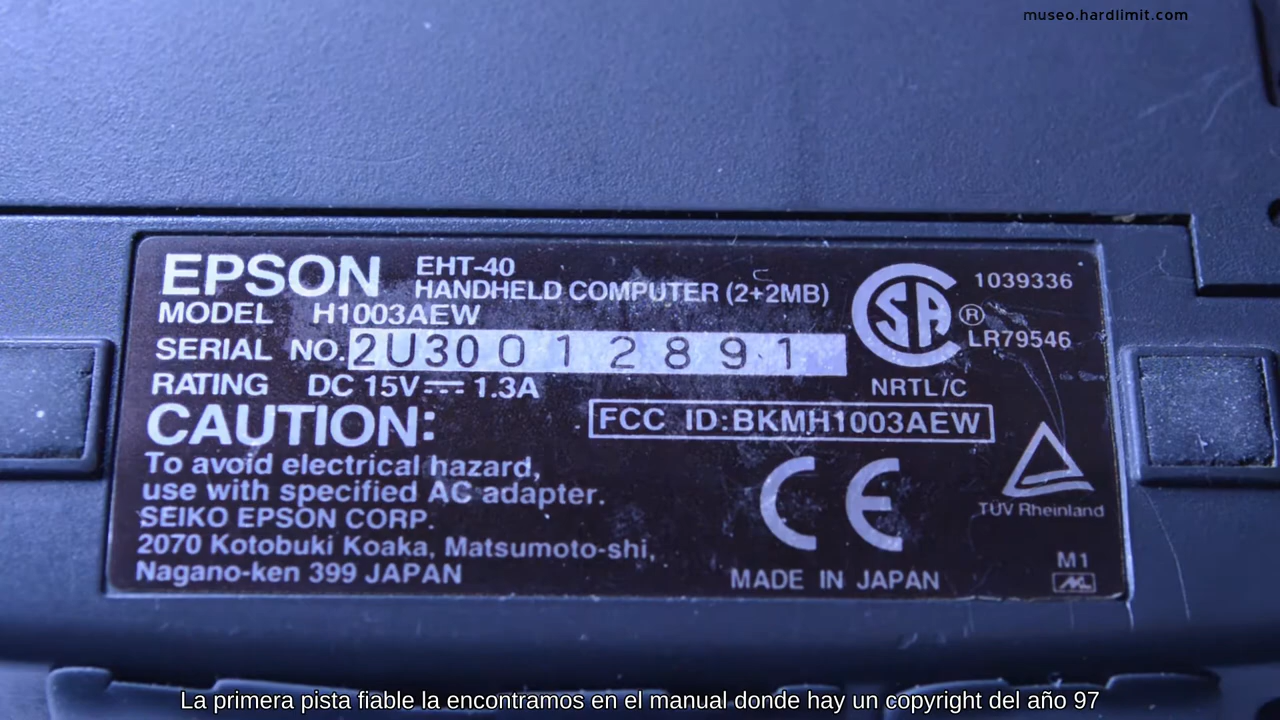 museo.hardlimit.com
EPSON EHT-40
HANDHELD COMPUTER (2+2MB)
MODEL H1003AEW
SERIAL NO. 2U30012891
RATING DC 15V 1.3A
CAUTION:
To avoid electrical hazard,
use with specified AC adapter.
SEIKO EPSON CORP.
2070 Kotobuki Koaka, Matsumoto-shi,
Nagano-ken 399 JAPAN
SA ®
1039336
LR79546
NRTL/C
FCC ID:BKMH1003AEW
CE
TÜV Rheinland
MADE IN JAPAN
M1
La primera pista fiable la encontramos en el manual donde hay un copyright del año 97